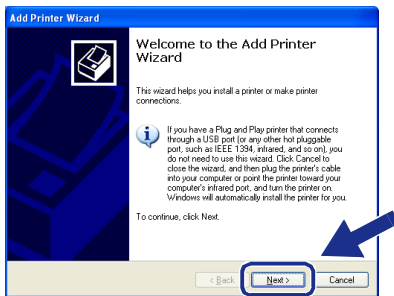 Add Printer Wizard
Welcome to the Add Printer
Wizard
This wizard helps you install a printer or make printer
connections.
If you have a Plug and Play printer that connects
through a USB port (or any other hot pluggable
port, such as IEEE 1394, infrared, and so on), you
do not need to use this wizard. Click Cancel to
close the wizard, and then plug the printer's cable
into your computer or point the printer toward your
computer's infrared port, and turn the printer on.
Windows will automatically install the printer for you.
To continue, click Next.
< Back Next > Cancel